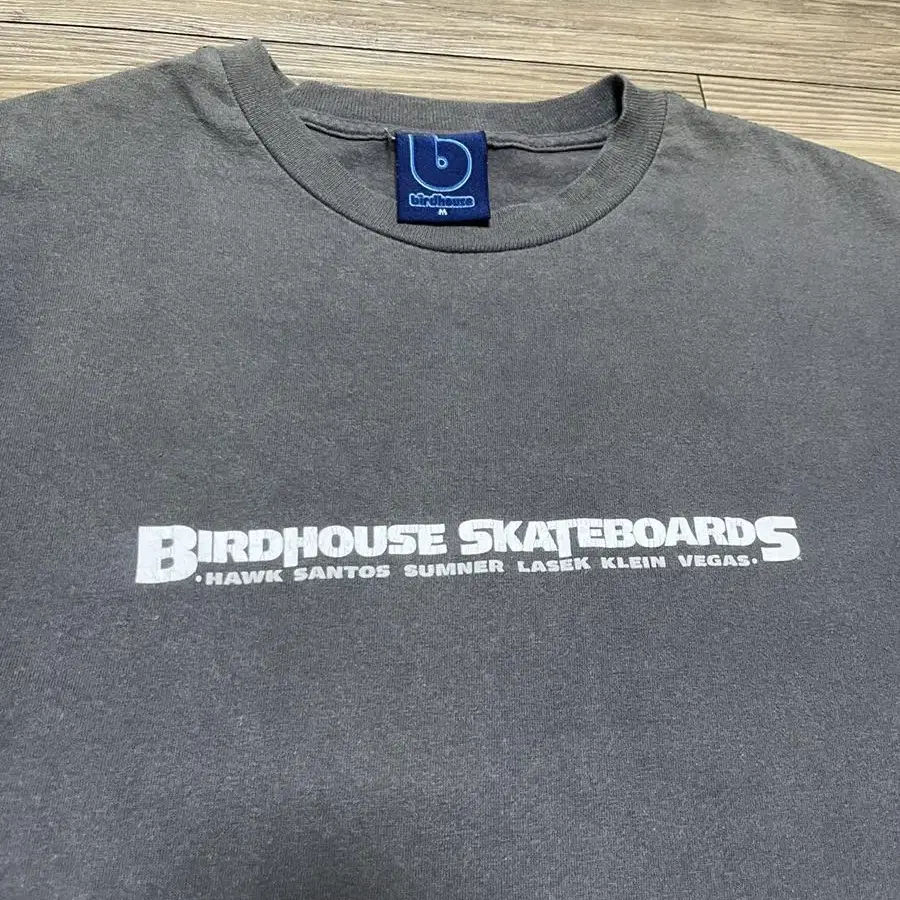 birdhouse
M
BIRDHOUSE SKATEBOARDS
·HAWK SANTOS SUMNER LASEK KLEIN VEGAS·